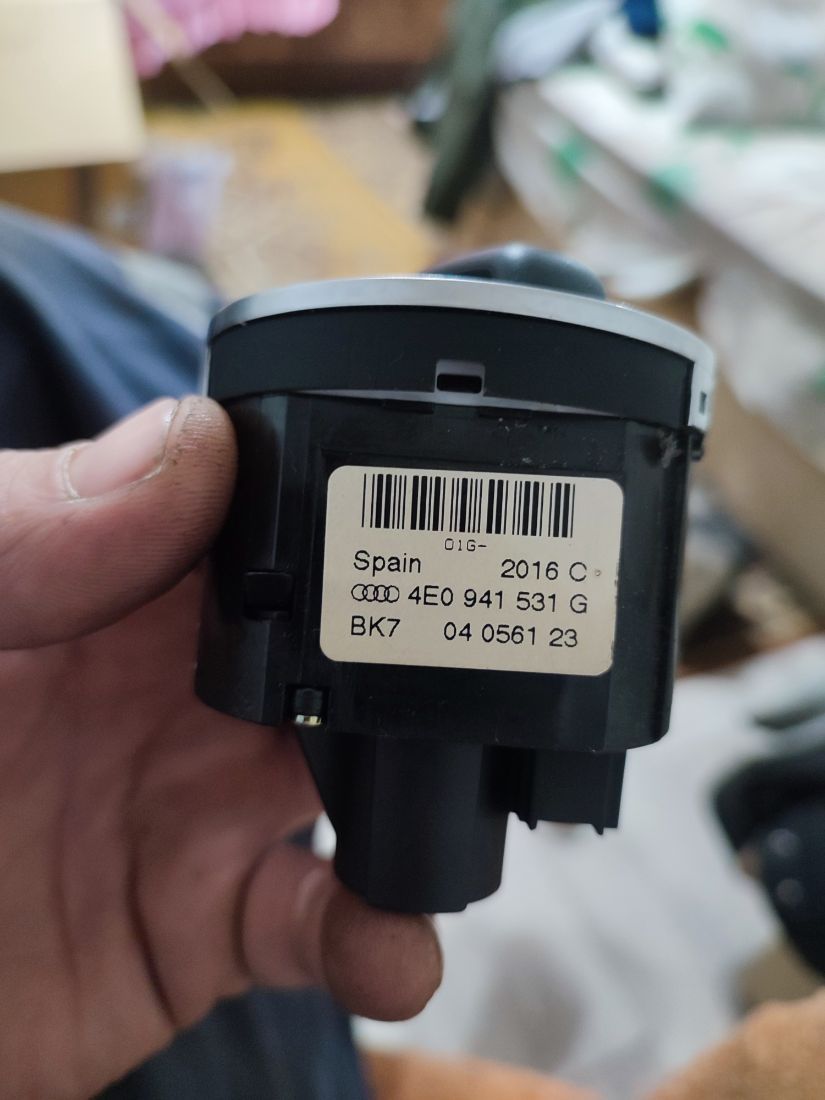 01G-
Spain 2016 C
4E0 941 531 G
BK7 04 0561 23